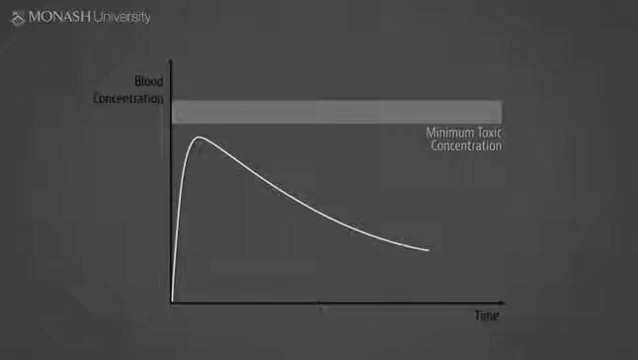 MONASH University
Blood
Concentration
Minimum Toxic
Concentration
Time